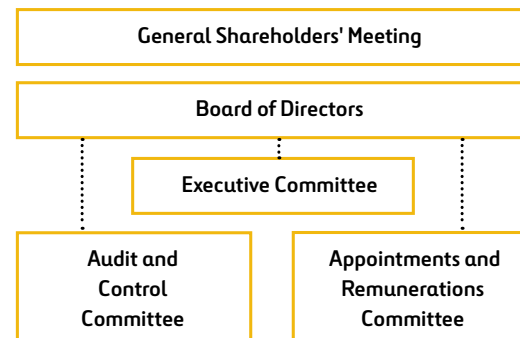 General Shareholders' Meeting
Board of Directors
Executive Committee
Audit and
Control
Committee
Appointments and
Remunerations
Committee